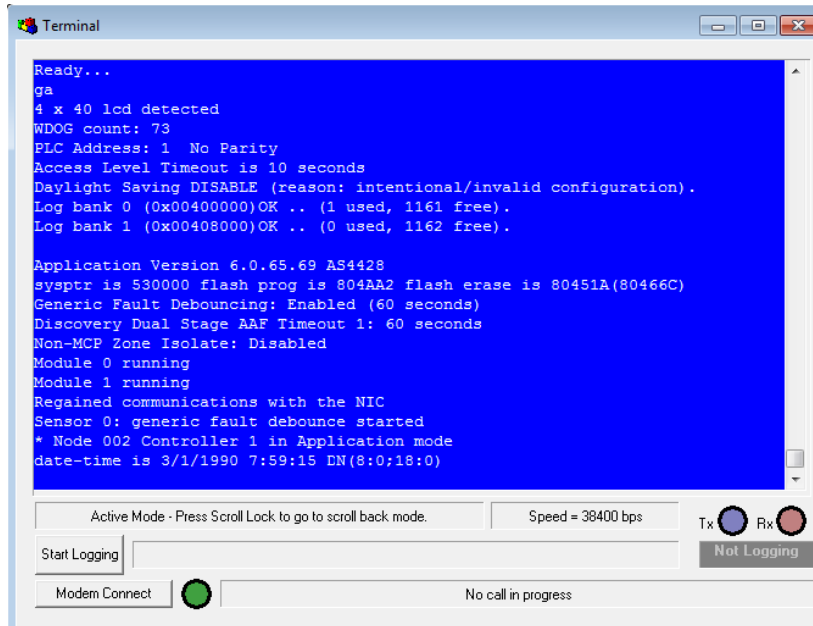 Terminal
Ready...
ga
4 x 40 lcd detected
WDOG count: 73
PLC Address: 1  No Parity
Access Level Timeout is 10 seconds
Daylight Saving DISABLE (reason: intentional/invalid configuration).
Log bank 0 (0x00400000)OK .. (1 used, 1161 free).
Log bank 1 (0x00408000)OK .. (0 used, 1162 free).
Application Version 6.0.65.69 AS4428
sysptr is 530000 flash prog is 804AA2 flash erase is 80451A(80466C)
Generic Fault Debouncing: Enabled (60 seconds)
Discovery Dual Stage AAF Timeout 1: 60 seconds
Non-MCP Zone Isolate: Disabled
Module 0 running
Module 1 running
Regained communications with the NIC
Sensor 0: generic fault debounce started
* Node 002 Controller 1 in Application mode
date-time is 3/1/1990 7:59:15 DN(8:0;18:0)
Active Mode - Press Scroll Lock to go to scroll back mode.
Speed = 38400 bps
Tx
Rx
Start Logging
Not Logging
Modem Connect
No call in progress